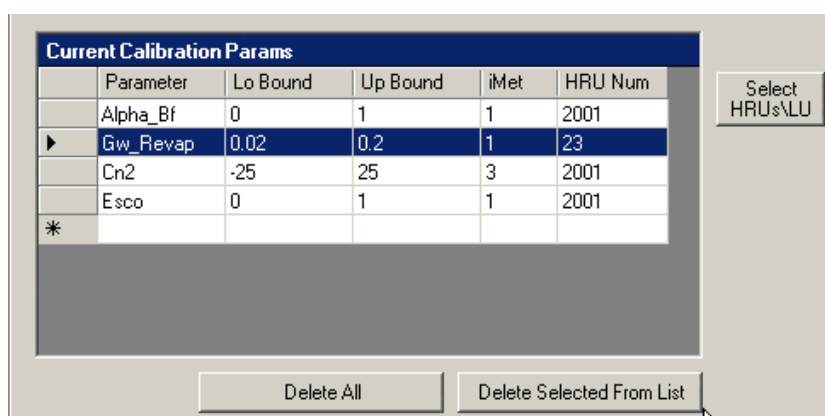 Current Calibration Params
Parameter Lo Bound Up Bound iMet HRU Num
Select
HRUs\LU
Alpha_Bf 0 1 1 2001
Gw_Revap 0.02 0.2 1 23
Cn2 -25 25 3 2001
Esco 0 1 1 2001
Delete All Delete Selected From List